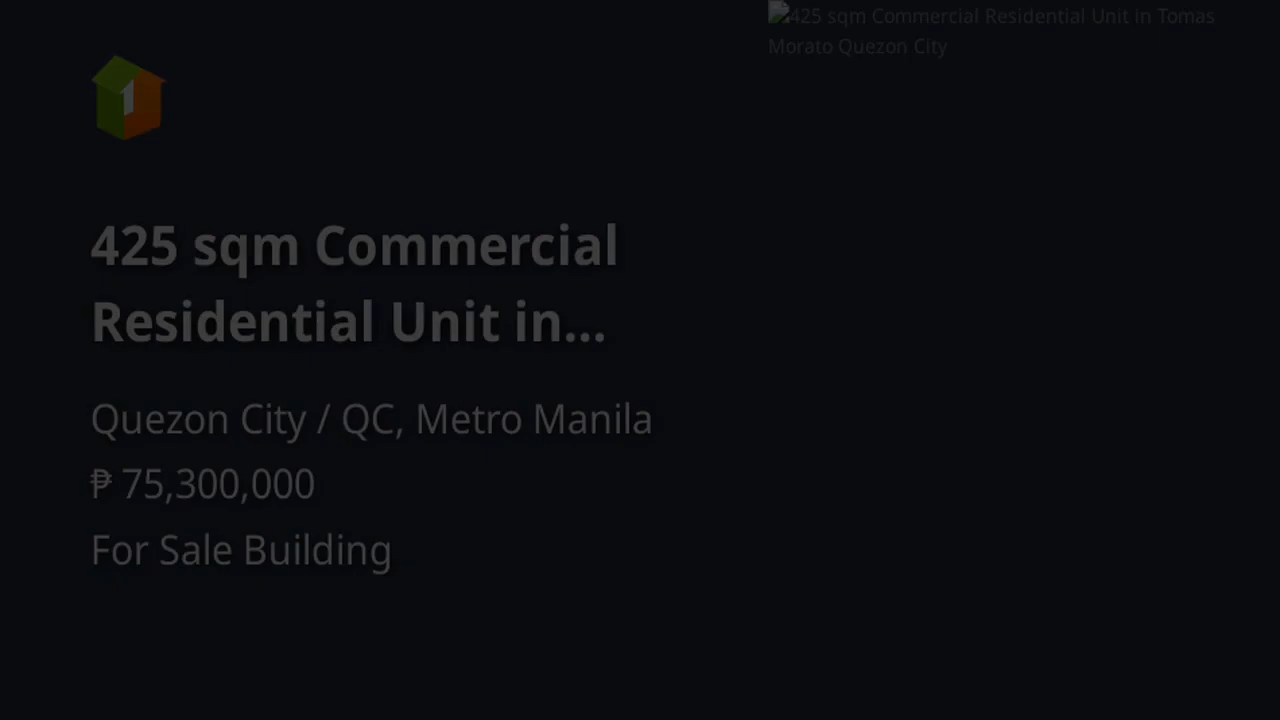 425 sqm Commercial Residential Unit in Tomas
Morato Quezon City
425 sqm Commercial
Residential Unit in...
Quezon City / QC, Metro Manila
₱ 75,300,000
For Sale Building